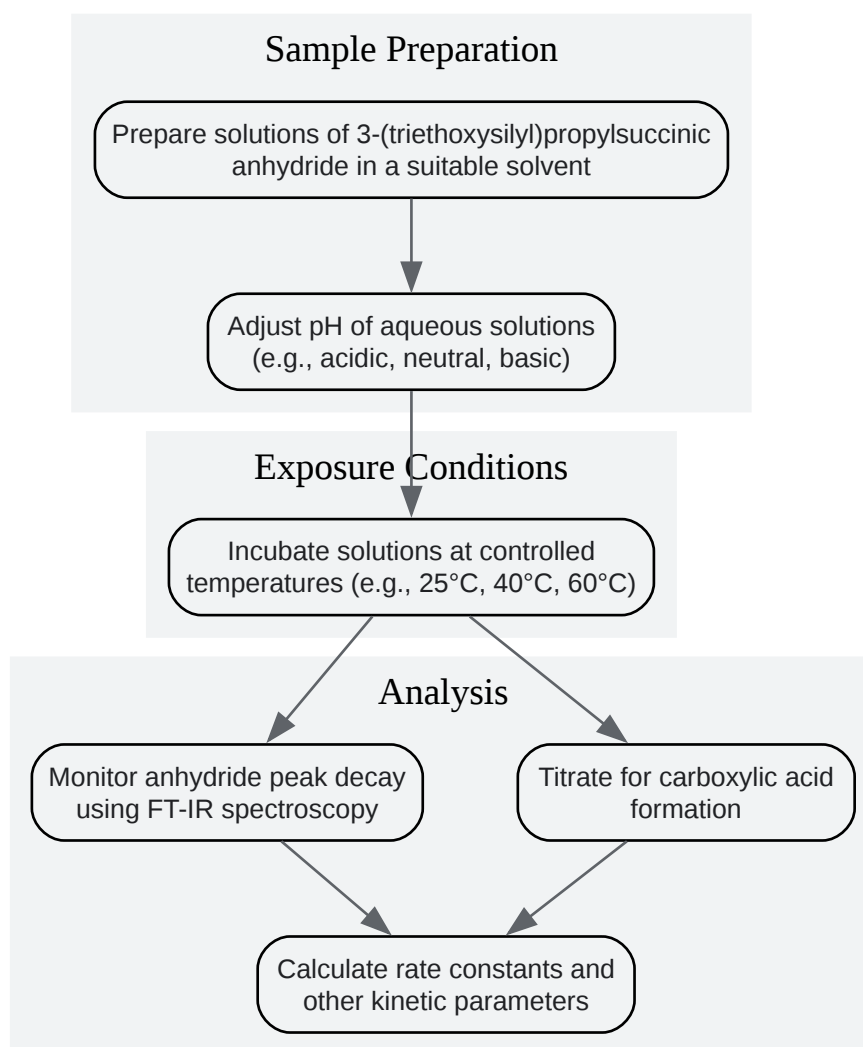 Sample Preparation
Prepare solutions of 3-(triethoxysilyl)propylsuccinic
anhydride in a suitable solvent
Adjust pH of aqueous solutions
(e.g., acidic, neutral, basic)
Exposure Conditions
Incubate solutions at controlled
temperatures (e.g., 25°C, 40°C, 60°C)
Analysis
Monitor anhydride peak decay
using FT-IR spectroscopy
Titrate for carboxylic acid
formation
Calculate rate constants and
other kinetic parameters